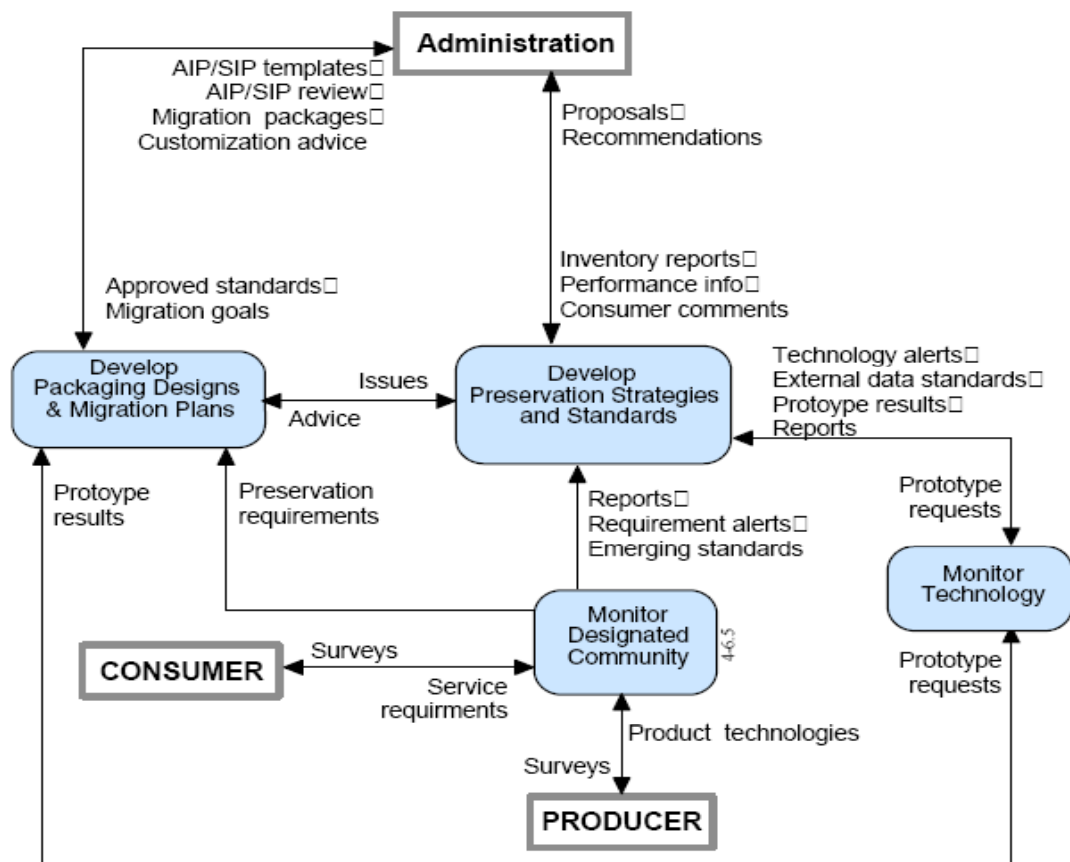 Administration
AIP/SIP templates□
AIP/SIP review□
Migration packages□
Customization advice
Proposals□
Recommendations
Inventory reports□
Performance info□
Consumer comments
Approved standards□
Migration goals
Develop
Packaging Designs
& Migration Plans
Issues
Advice
Develop
Preservation Strategies
and Standards
Technology alerts□
External data standards□
Protoype results□
Reports
Protoype
results
Preservation
requirements
Reports□
Requirement alerts□
Emerging standards
Prototype
requests
Monitor
Technology
Monitor
Designated
Community
4-6.5
CONSUMER
Surveys
Service
requirments
Prototype
requests
Product technologies
Surveys
PRODUCER